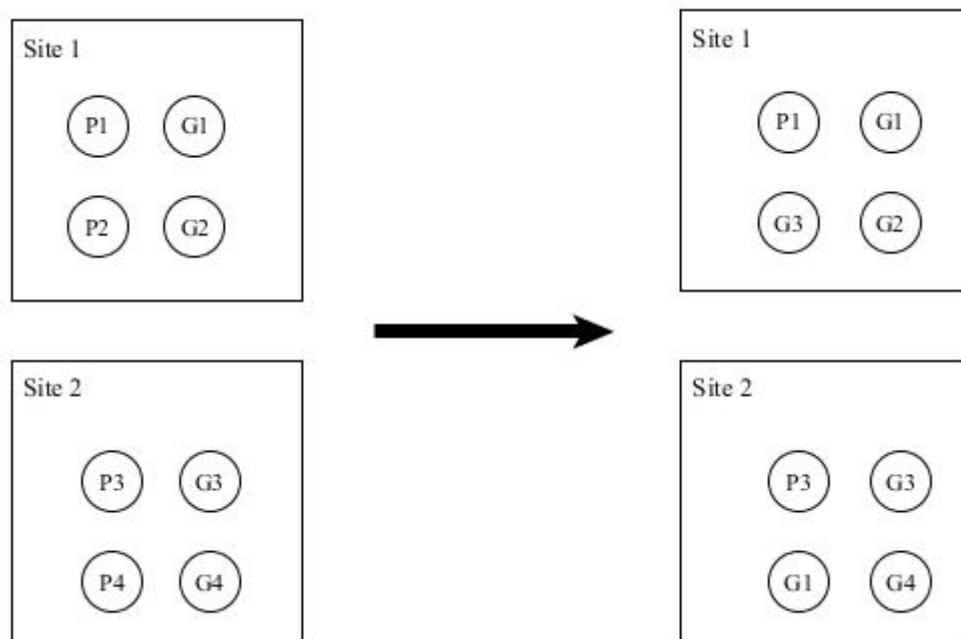 Site 1
P1 G1
P2 G2
Site 2
P3 G3
P4 G4
Site 1
P1 G1
G3 G2
Site 2
P3 G3
G1 G4